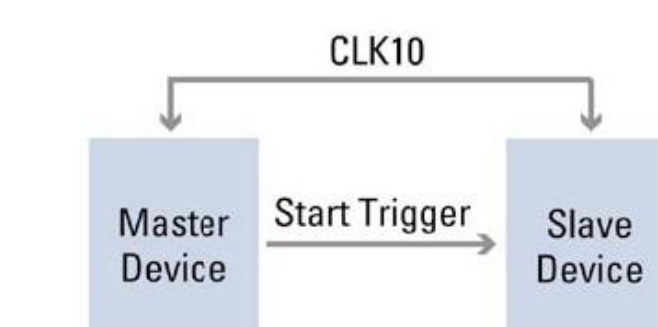 CLK10
Master
Device
Start Trigger
Slave
Device